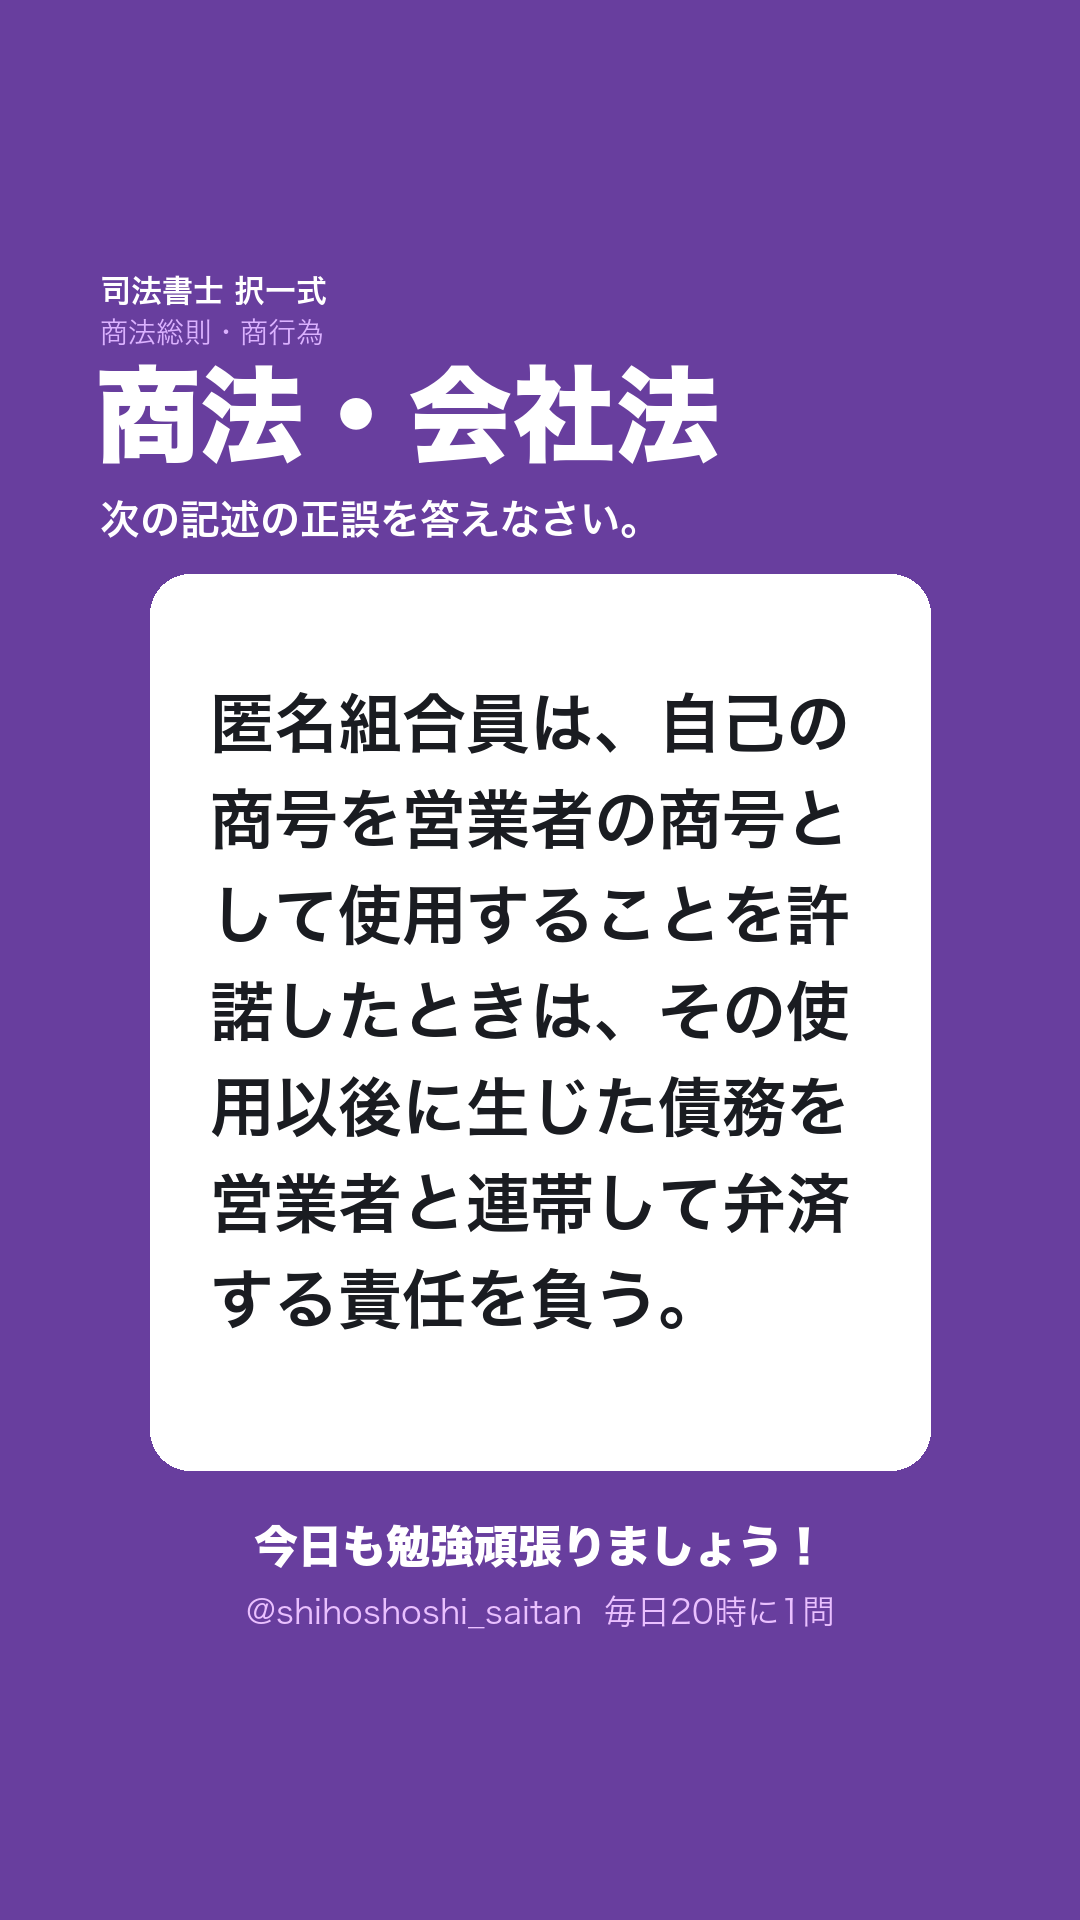 司法書士 択一式
商法総則・商行為
商法・会社法
次の記述の正誤を答えなさい。
匿名組合員は、自己の
商号を営業者の商号と
して使用することを許
諾したときは、その使
用以後に生じた債務を
営業者と連帯して弁済
する責任を負う。
今日も勉強頑張りましょう！
@shihoshoshi_saitan 毎日20時に1問